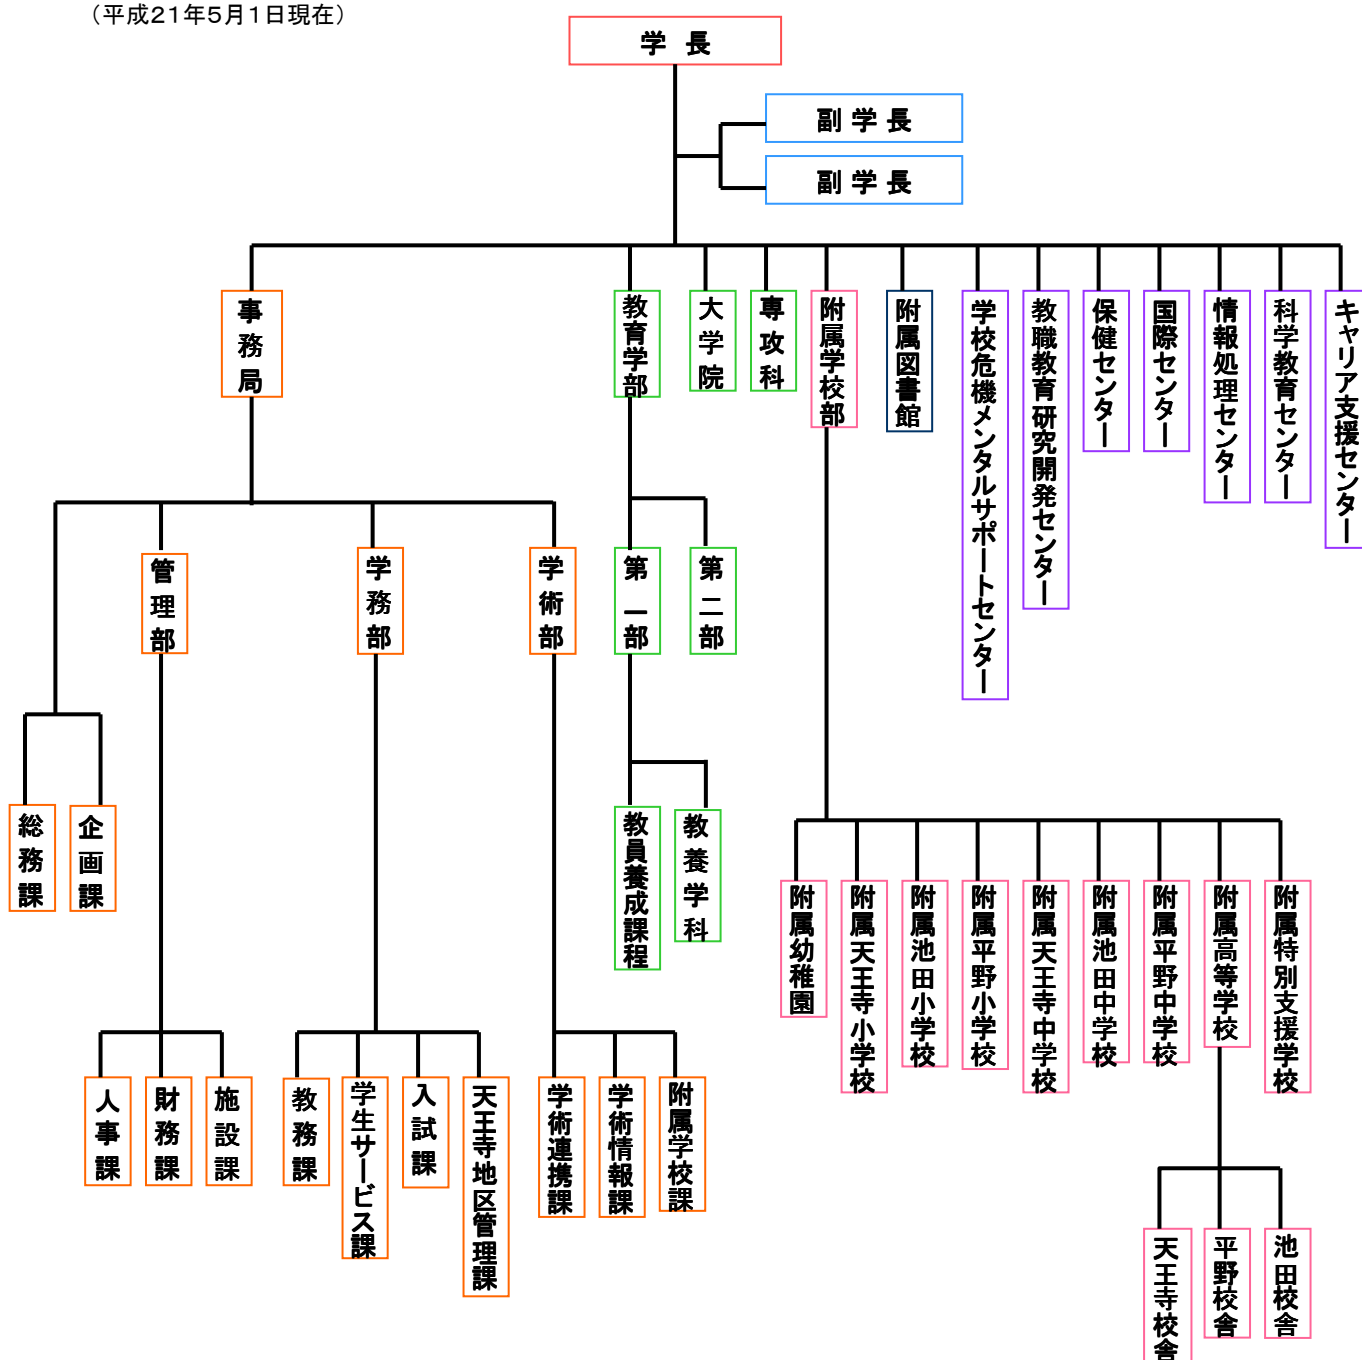 （平成21年5月1日現在）
学長
副学長
副学長
事務局
教育学部
大学院
専攻科
附属学校部
附属図書館
学校危機メンタルサポートセンター
教職教育研究開発センター
保健センター
国際センター
情報処理センター
科学教育センター
キャリア支援センター
管理部
学務部
学術部
第一部
第二部
総務課
企画課
教員養成課程
教養学科
附属幼稚園
附属天王寺小学校
附属池田小学校
附属平野小学校
附属天王寺中学校
附属池田中学校
附属平野中学校
附属高等学校
附属特別支援学校
人事課
財務課
施設課
教務課
学生サービス課
入試課
天王寺地区管理課
学術連携課
学術情報課
附属学校課
天王寺校舎
平野校舎
池田校舎